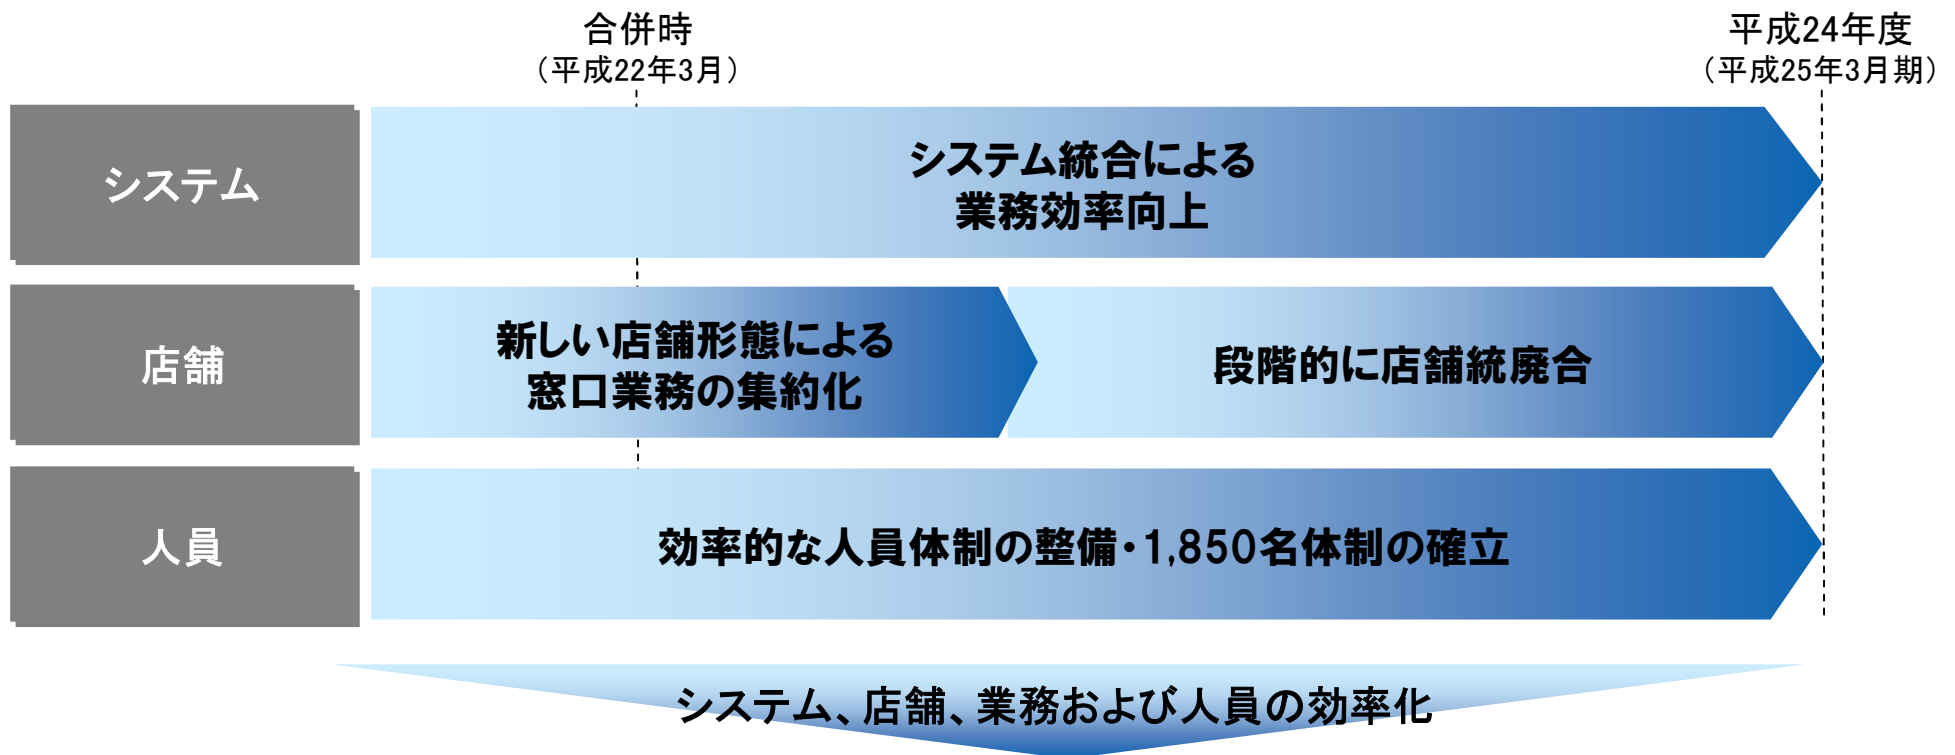 合併時
（平成22年3月）
平成24年度
（平成25年3月期）
システム
システム統合による
業務効率向上
店舗
新しい店舗形態による
窓口業務の集約化
段階的に店舗統廃合
人員
効率的な人員体制の整備・1,850名体制の確立
システム、店舗、業務および人員の効率化